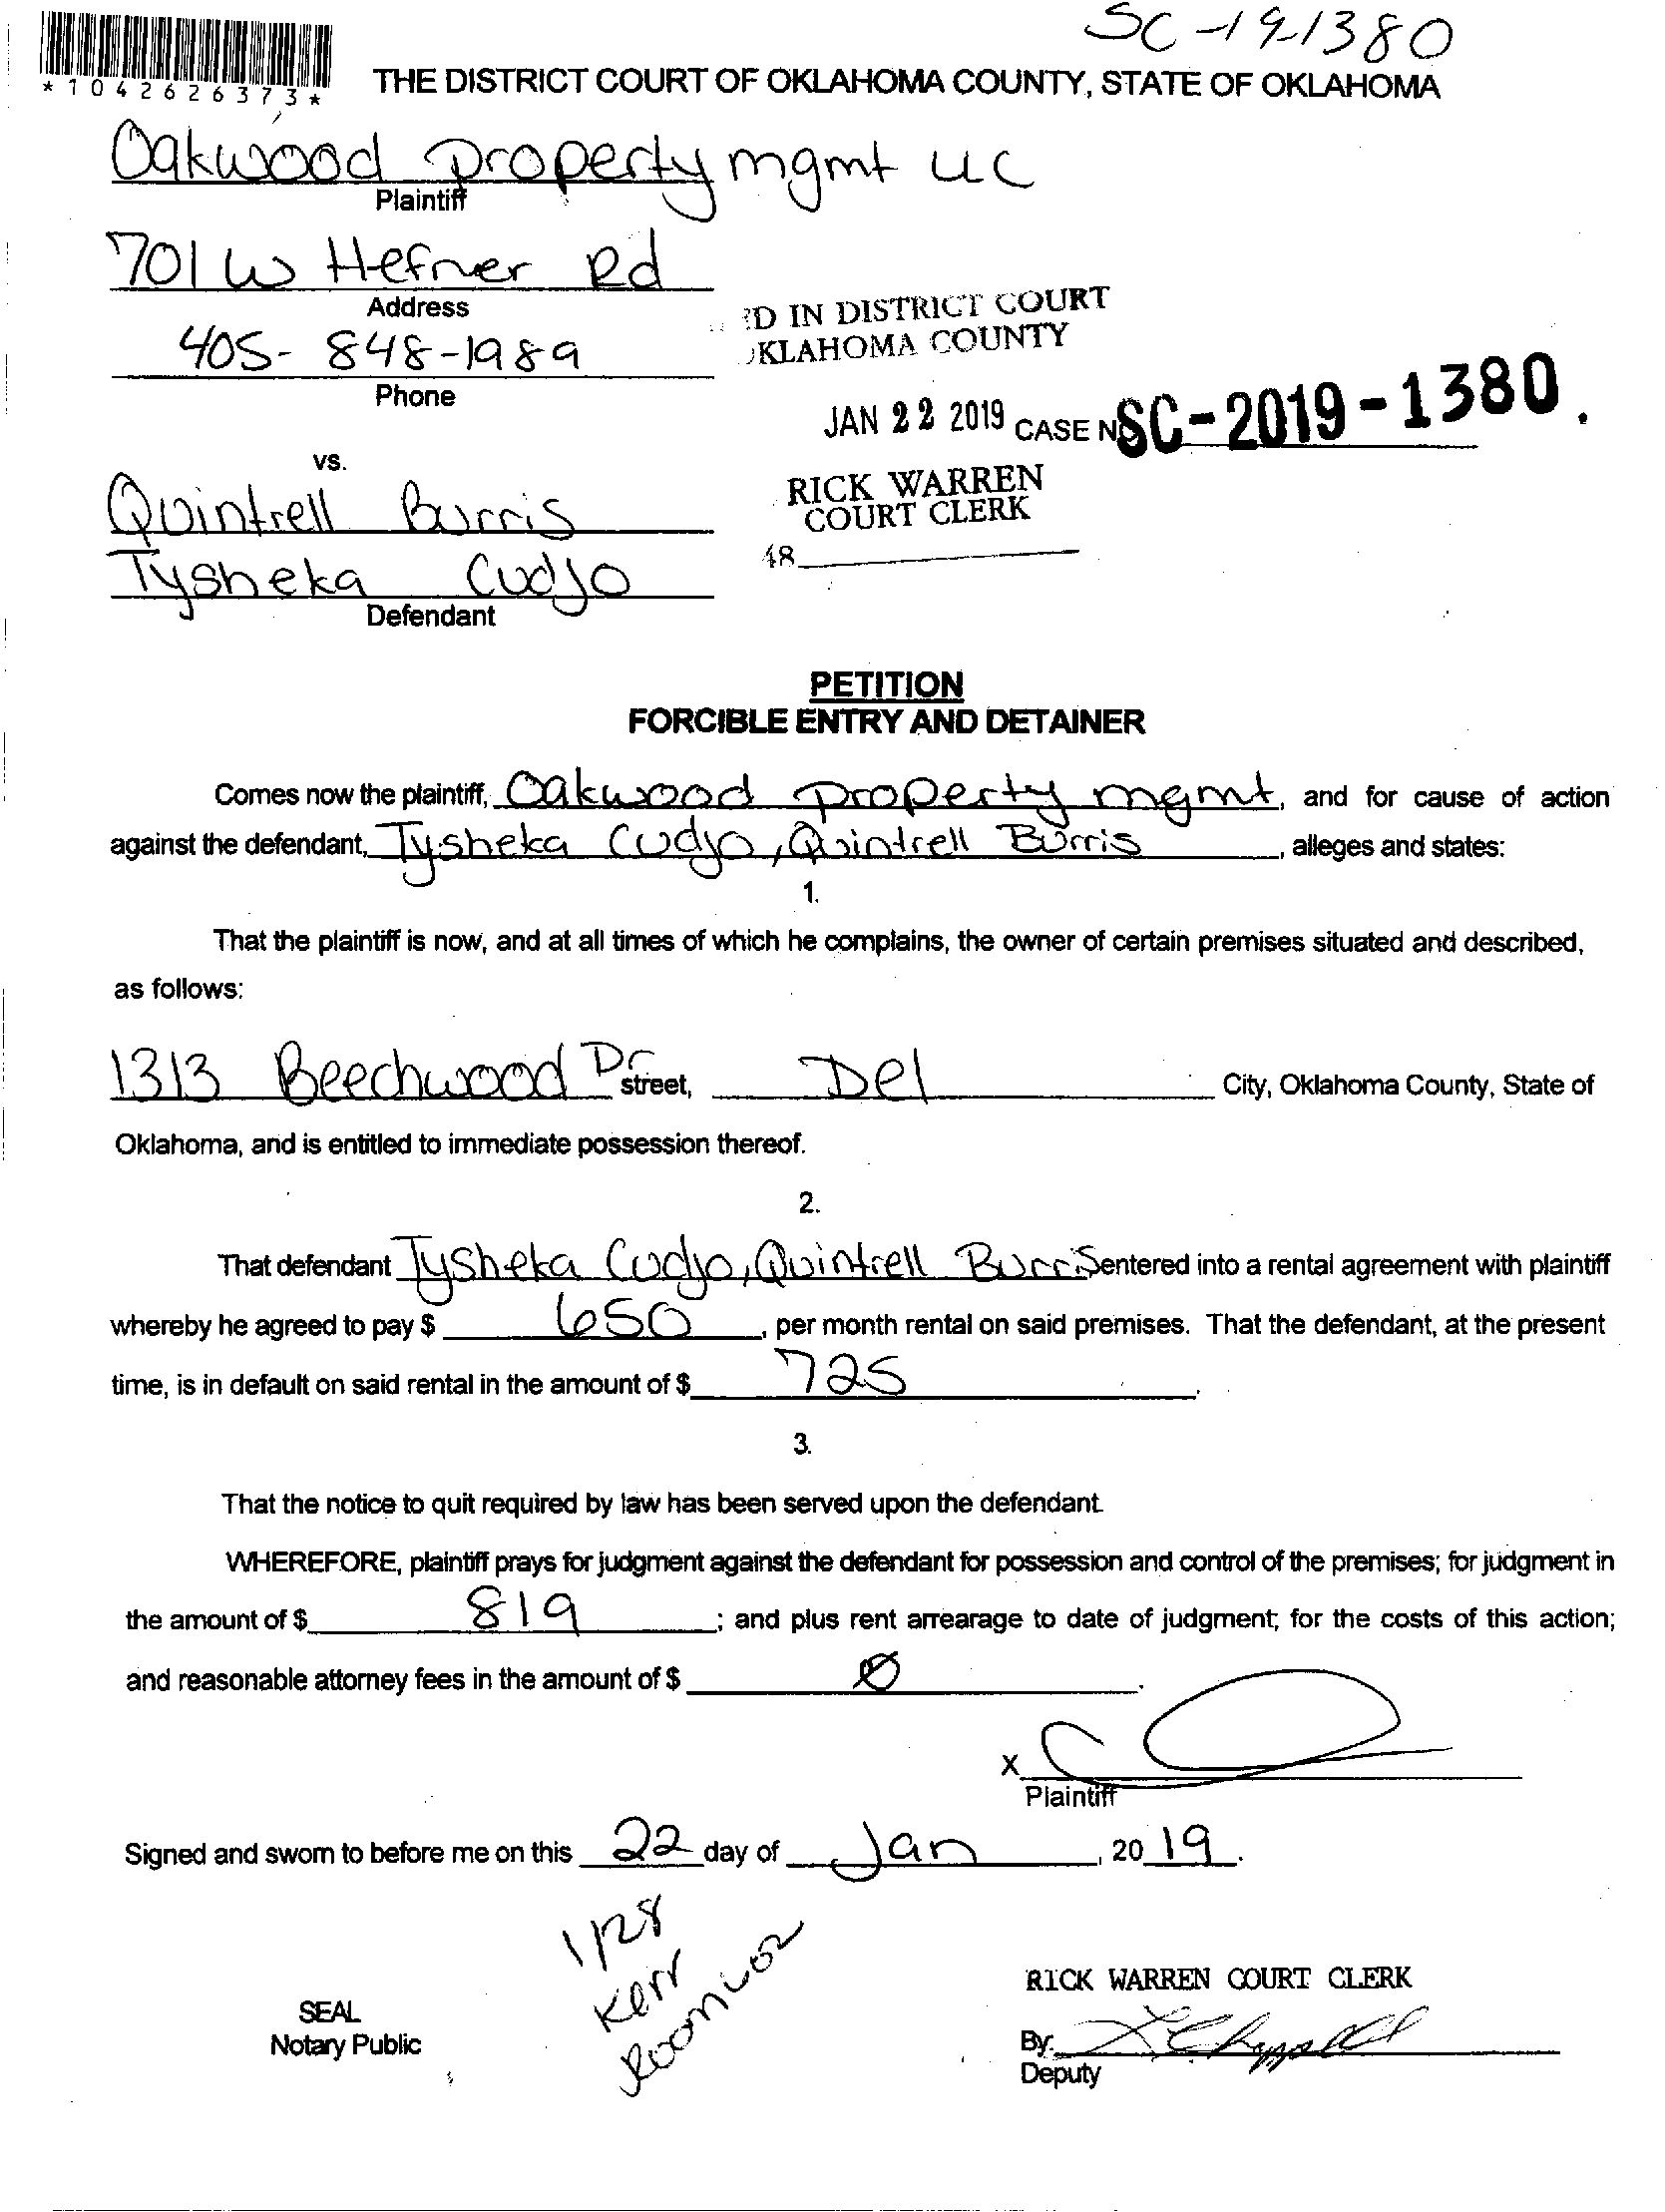 SC-19-1380
*1042626373*
THE DISTRICT COURT OF OKLAHOMA COUNTY, STATE OF OKLAHOMA
Oakwood property mgmt LLC
Plaintiff
701 W Hefner Rd
Address
405-848-1989
Phone
D IN DISTRICT COURT
KLAHOMA COUNTY
JAN 22 2019 CASE NO SC-2019-1380.
vs.
RICK WARREN
COURT CLERK
Quintrell Burris
48
Tysheka Cudjo
Defendant
PETITION
FORCIBLE ENTRY AND DETAINER
Comes now the plaintiff, Oakwood property mgmt, and for cause of action
against the defendant, Tysheka Cudjo, Quintrell Burris, alleges and states:
1.
That the plaintiff is now, and at all times of which he complains, the owner of certain premises situated and described,
as follows:
1313 Beechwood Dr street, Del City, Oklahoma County, State of
Oklahoma, and is entitled to immediate possession thereof.
2.
That defendant Tysheka Cudjo, Quintrell Burris entered into a rental agreement with plaintiff
whereby he agreed to pay $ 650, per month rental on said premises. That the defendant, at the present
time, is in default on said rental in the amount of $ 725.
3.
That the notice to quit required by law has been served upon the defendant.
WHEREFORE, plaintiff prays for judgment against the defendant for possession and control of the premises; for judgment in
the amount of $ 819; and plus rent arrearage to date of judgment; for the costs of this action;
and reasonable attorney fees in the amount of $ 0.
X
Plaintiff
Signed and sworn to before me on this 22 day of Jan, 2019.
1/28
Kerr
Room 402
RICK WARREN COURT CLERK
SEAL
Notary Public
By:
Deputy